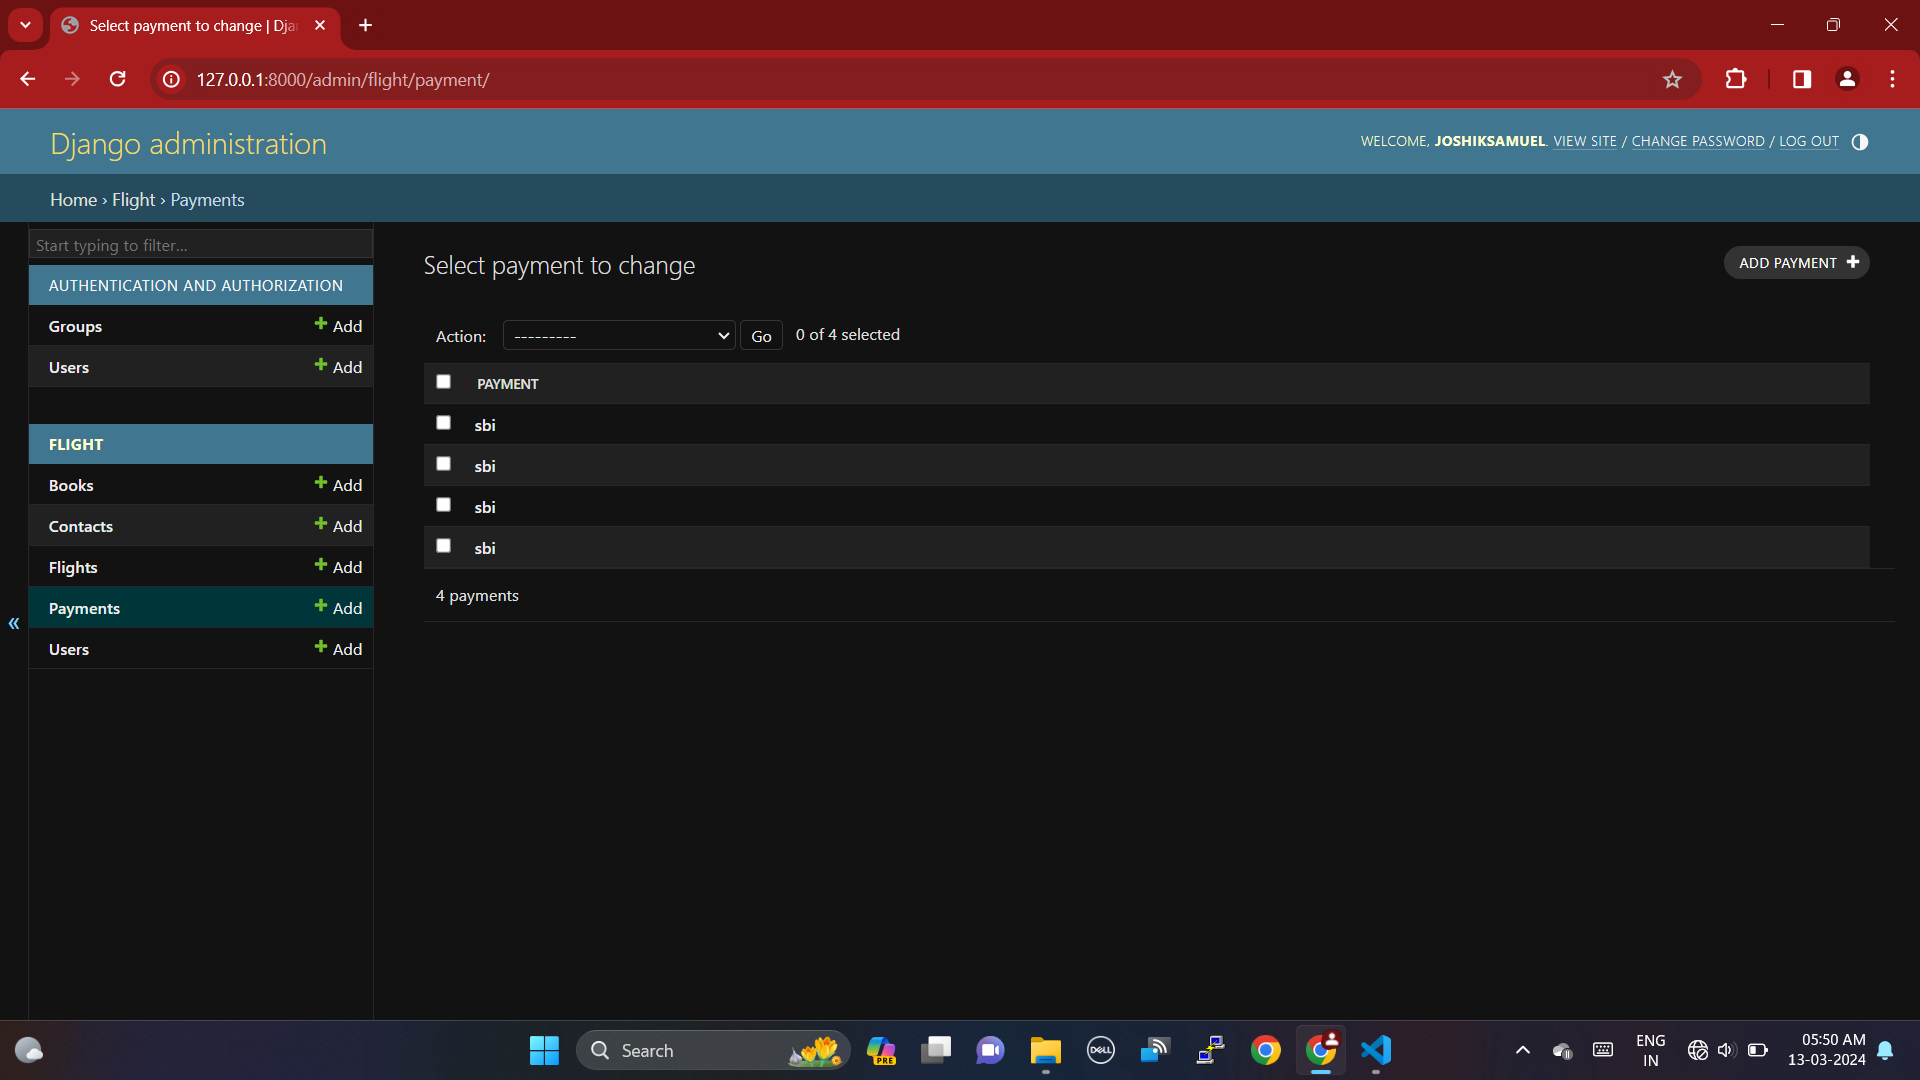 Select payment to change | Dja
127.0.0.1:8000/admin/flight/payment/
Django administration
WELCOME, JOSHIKSAMUEL. VIEW SITE / CHANGE PASSWORD / LOG OUT
Home › Flight › Payments
Start typing to filter...
AUTHENTICATION AND AUTHORIZATION
Groups + Add
Users + Add
FLIGHT
Books + Add
Contacts + Add
Flights + Add
Payments + Add
Users + Add
«
Select payment to change
ADD PAYMENT +
Action: --------- Go 0 of 4 selected
PAYMENT
sbi
sbi
sbi
sbi
4 payments
Search
PRE
DELL
ENG
IN
05:50 AM
13-03-2024